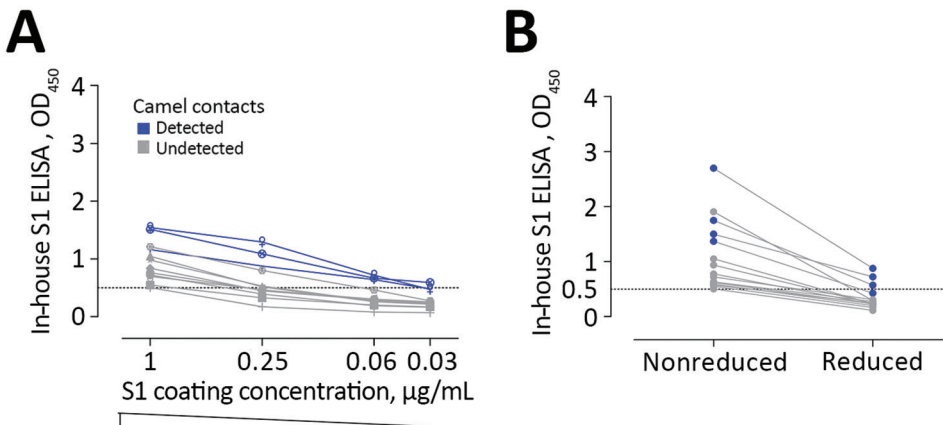 A
In-house S1 ELISA , OD450
4
3
2
1
0
Camel contacts
Detected
Undetected
1
0.25
0.06
0.03
S1 coating concentration, µg/mL
B
In-house S1 ELISA , OD450
4
3
2
1
0.5
0
Nonreduced
Reduced